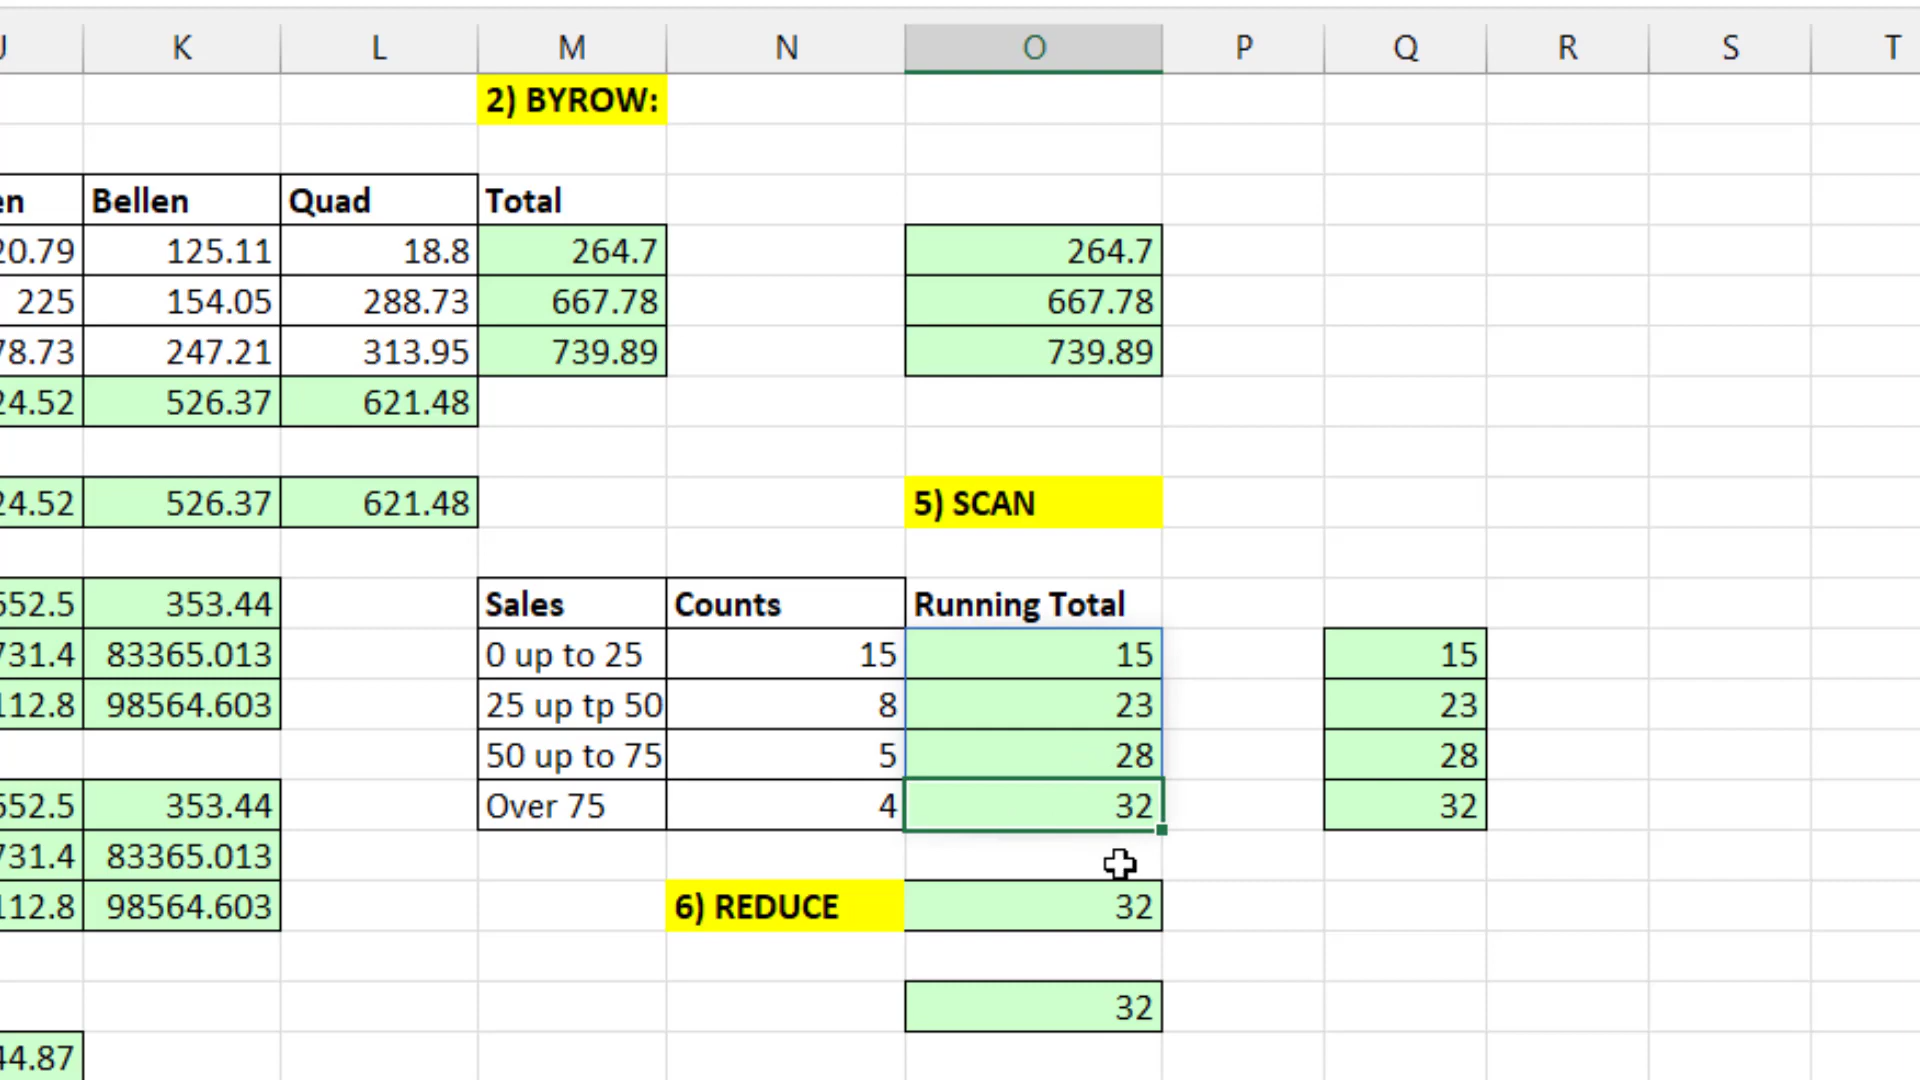 K L M N O P Q R S T
2) BYROW:
Bellen Quad Total
20.79 125.11 18.8 264.7 264.7
225 154.05 288.73 667.78 667.78
78.73 247.21 313.95 739.89 739.89
24.52 526.37 621.48
24.52 526.37 621.48 5) SCAN
552.5 353.44 Sales Counts Running Total
731.4 83365.013 0 up to 25 15 15 15
112.8 98564.603 25 up tp 50 8 23 23
50 up to 75 5 28 28
552.5 353.44 Over 75 4 32 32
731.4 83365.013
112.8 98564.603 6) REDUCE 32
32
44.87